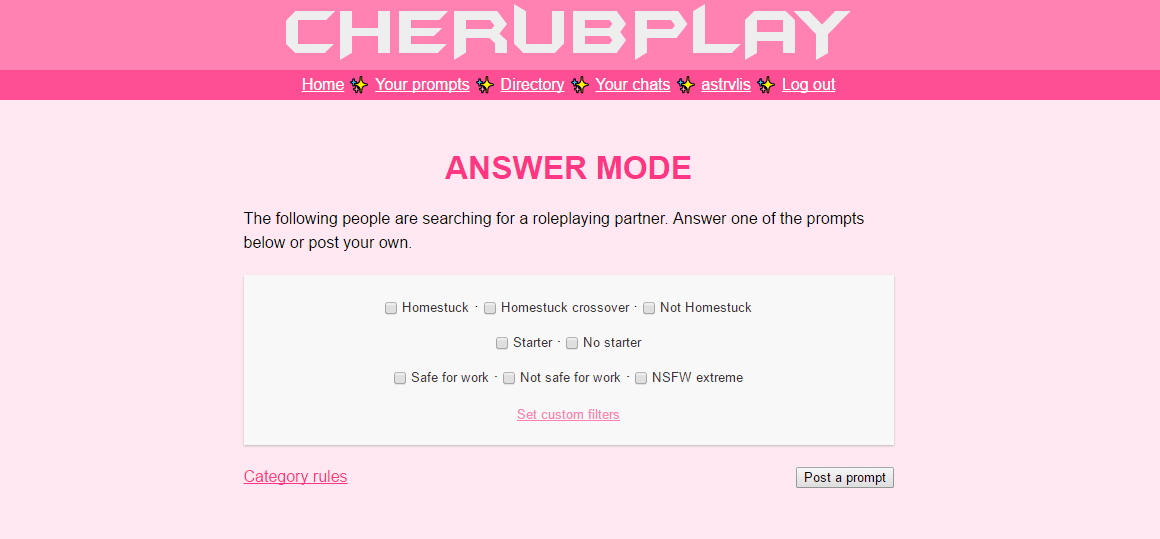 CHERUBPLAY
Home Your prompts Directory Your chats astrvlis Log out
ANSWER MODE
The following people are searching for a roleplaying partner. Answer one of the prompts
below or post your own.
Homestuck · Homestuck crossover · Not Homestuck
Starter · No starter
Safe for work · Not safe for work · NSFW extreme
Set custom filters
Category rules Post a prompt